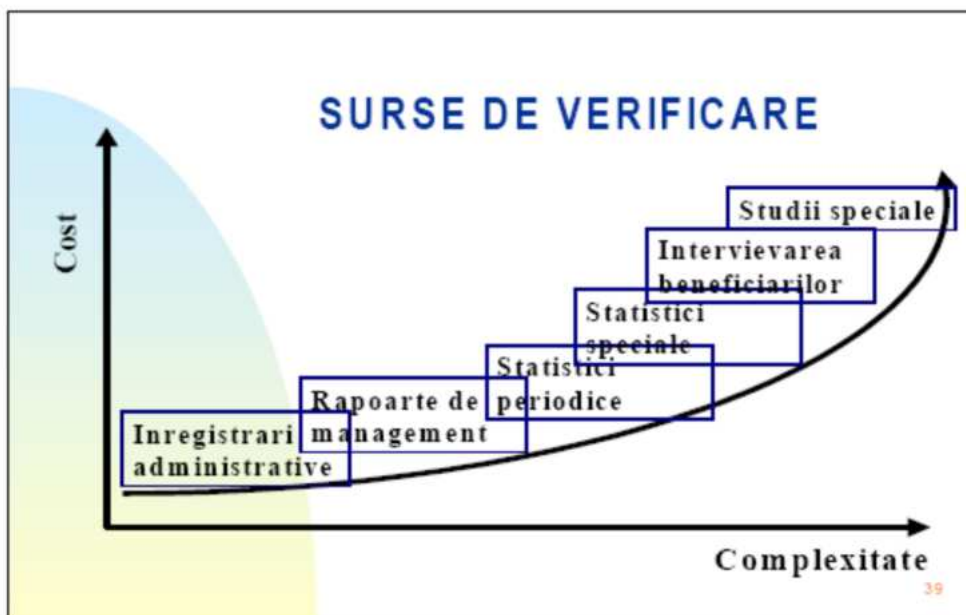 SURSE DE VERIFICARE
Cost
Studii speciale
Intervievarea
beneficiarilor
Statistici
speciale
Statistici
periodice
Rapoarte de
management
Inregistrari
administrative
Complexitate
39